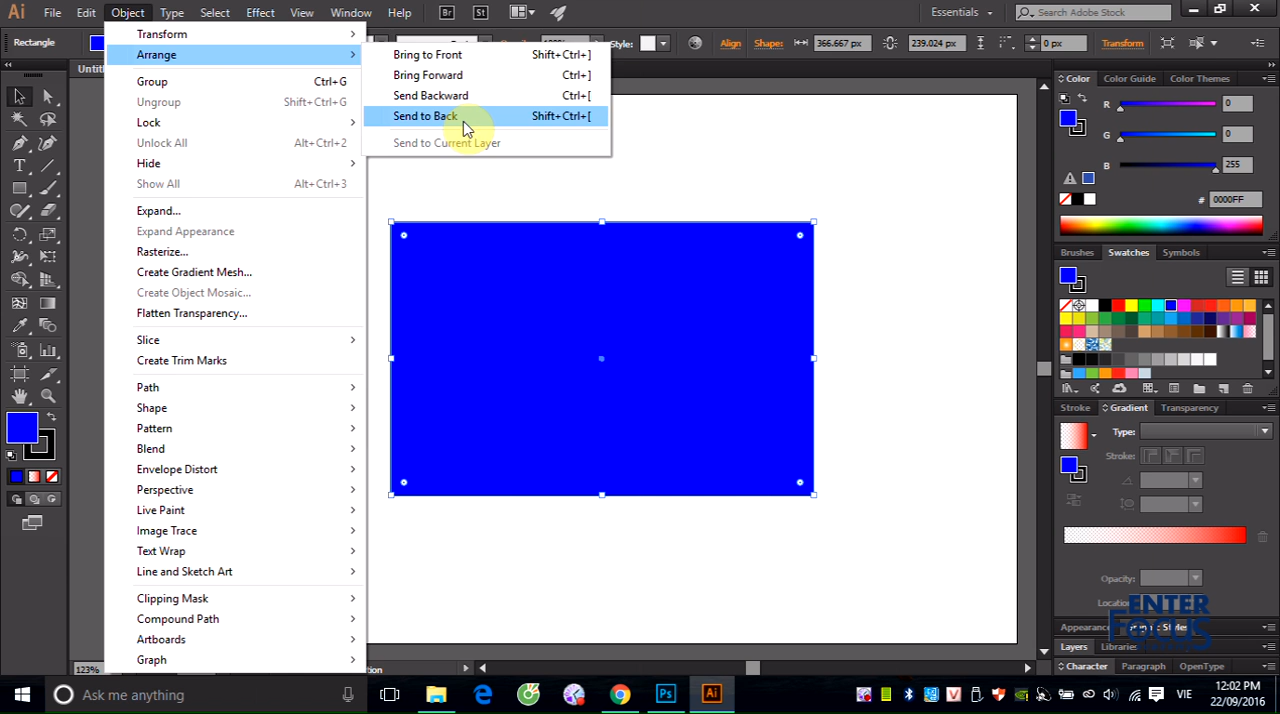 Ai File Edit Object Type Select Effect View Window Help Br St Essentials Search Adobe Stock
Rectangle Style: Align Shapes: 366.667 px 239.024 px 0 px Transform
Transform
Arrange
Group Ctrl+G
Ungroup Shift+Ctrl+G
Lock
Unlock All Alt+Ctrl+2
Hide
Show All Alt+Ctrl+3
Expand...
Expand Appearance
Rasterize...
Create Gradient Mesh...
Create Object Mosaic...
Flatten Transparency...
Slice
Create Trim Marks
Path
Shape
Pattern
Blend
Envelope Distort
Perspective
Live Paint
Image Trace
Text Wrap
Line and Sketch Art
Clipping Mask
Compound Path
Artboards
Graph
Bring to Front Shift+Ctrl+]
Bring Forward Ctrl+]
Send Backward Ctrl+[
Send to Back Shift+Ctrl+[
Send to Current Layer
Color Color Guide Color Themes
R 0
G 0
B 255
# 0000FF
Brushes Swatches Symbols
Stroke Gradient Transparency
Type:
Stroke:
Opacity:
ENTER
FOCUS
Layers
Character Paragraph OpenType
123%
Ask me anything
Ps Ai
VIE
12:02 PM
22/09/2016